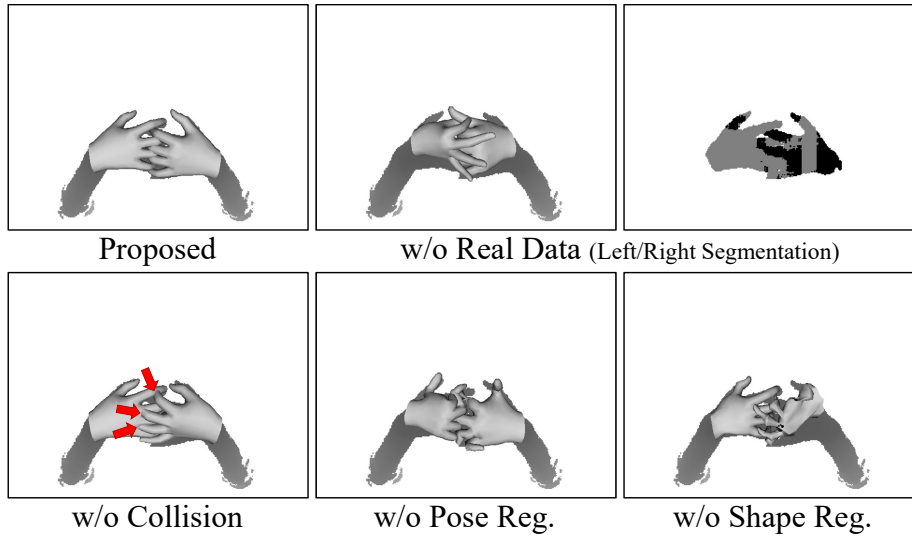 Proposed
w/o Real Data (Left/Right Segmentation)
w/o Collision
w/o Pose Reg.
w/o Shape Reg.